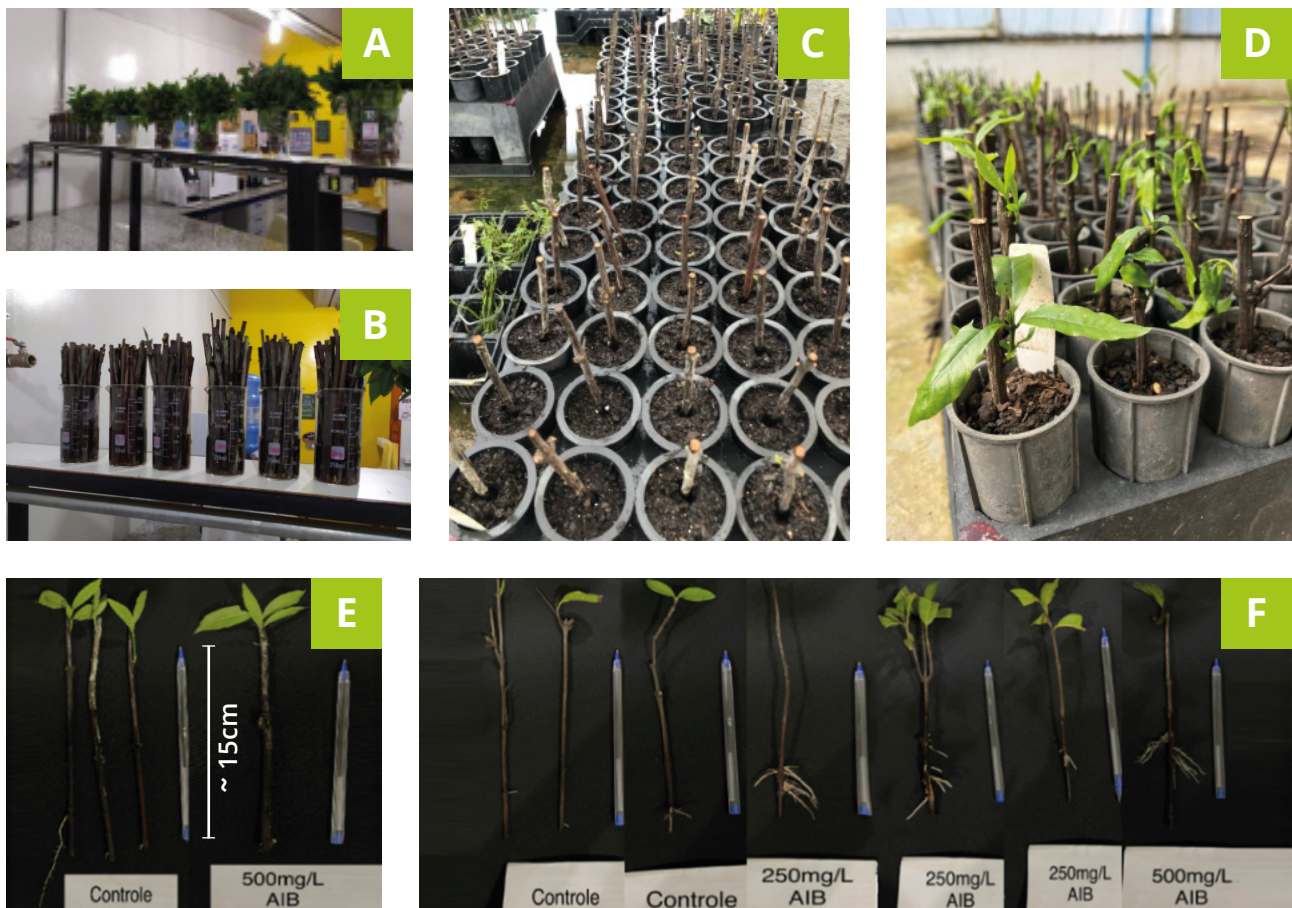 A
B
C
D
E
F
~ 15cm
Controle
500mg/L
AIB
Controle
Controle
250mg/L
AIB
250mg/L
AIB
250mg/L
AIB
500mg/L
AIB